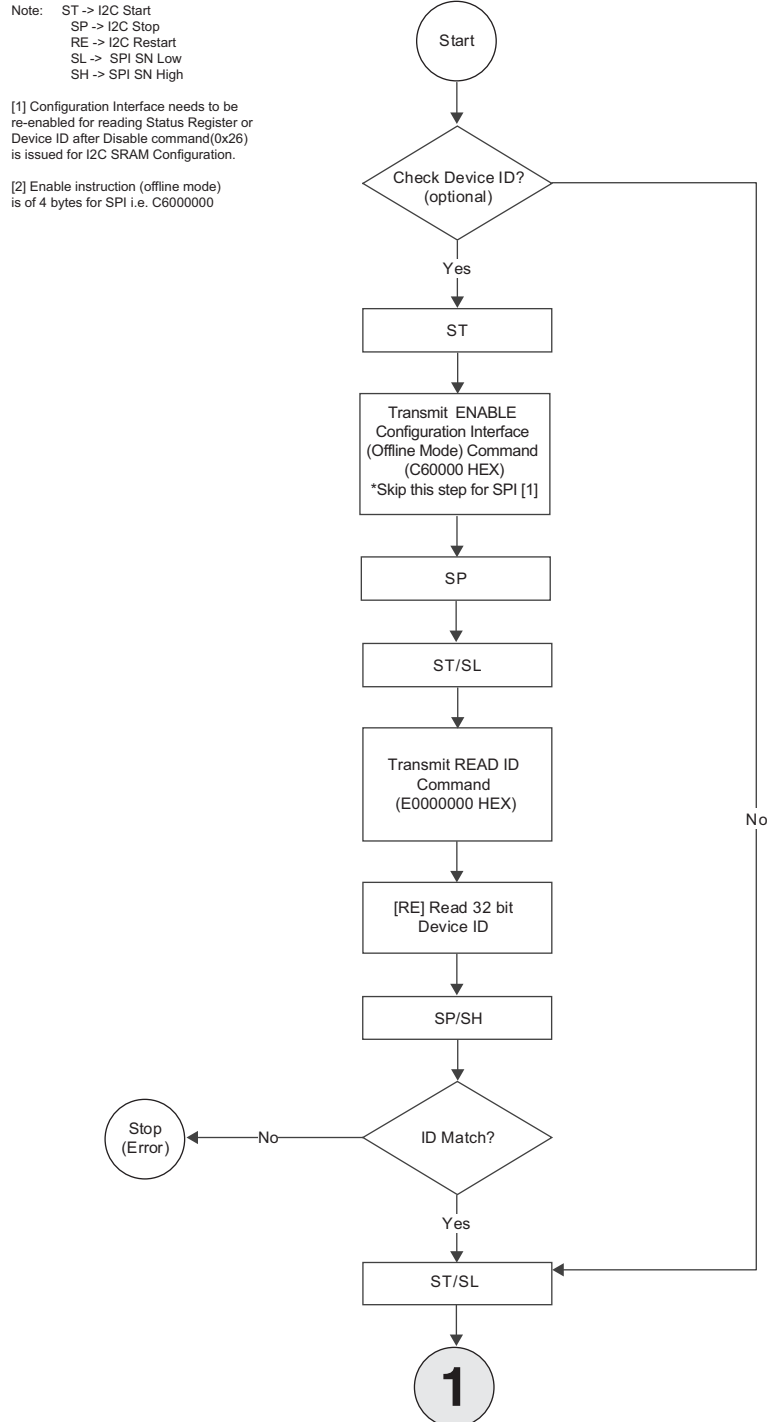 Note: ST -> I2C Start
SP -> I2C Stop
RE -> I2C Restart
SL -> SPI SN Low
SH -> SPI SN High
[1] Configuration Interface needs to be
re-enabled for reading Status Register or
Device ID after Disable command(0x26)
is issued for I2C SRAM Configuration.
[2] Enable instruction (offline mode)
is of 4 bytes for SPI i.e. C6000000
Start
Check Device ID?
(optional)
Yes
ST
Transmit ENABLE
Configuration Interface
(Offline Mode) Command
(C60000 HEX)
*Skip this step for SPI [1]
SP
ST/SL
Transmit READ ID
Command
(E0000000 HEX)
No
[RE] Read 32 bit
Device ID
SP/SH
Stop
(Error)
No
ID Match?
Yes
ST/SL
1